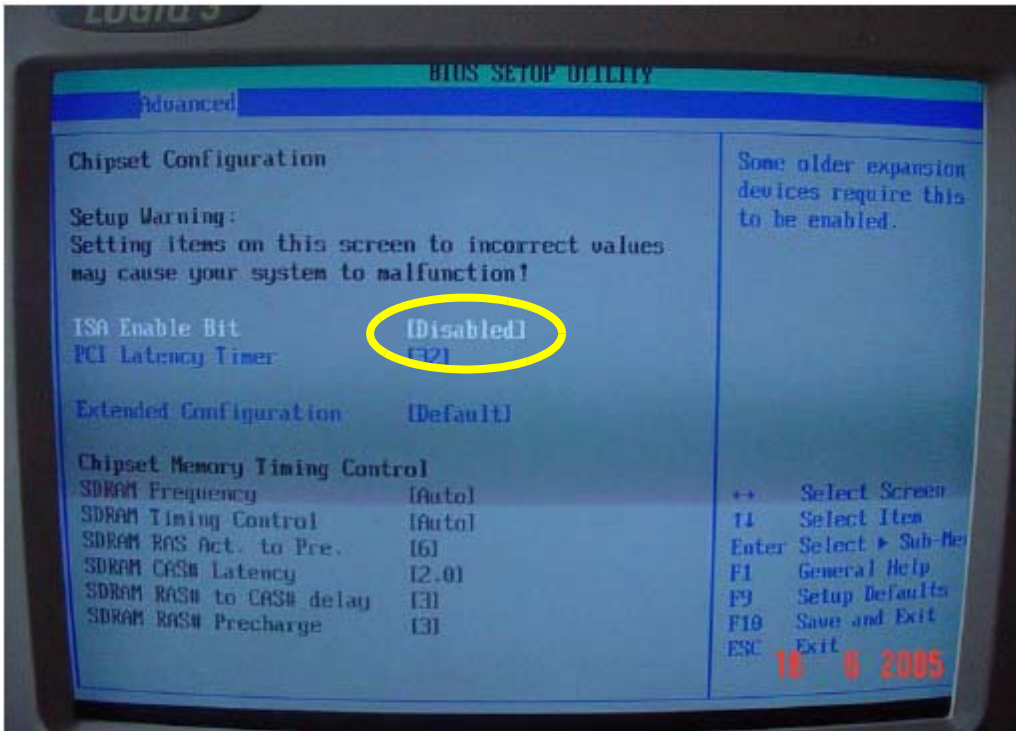 LOGIQ 3
BIOS SETUP UTILITY
Advanced
Chipset Configuration
Setup Warning:
Setting items on this screen to incorrect values
may cause your system to malfunction!
ISA Enable Bit [Disabled]
PCI Latency Timer [32]
Extended Configuration [Default]
Chipset Memory Timing Control
SDRAM Frequency [Auto]
SDRAM Timing Control [Auto]
SDRAM RAS Act. to Pre. [6]
SDRAM CAS# Latency [2.0]
SDRAM RAS# to CAS# delay [3]
SDRAM RAS# Precharge [3]
Some older expansion
devices require this
to be enabled.
↔ Select Screen
↑↓ Select Item
Enter Select ▶ Sub-Me
F1 General Help
F9 Setup Defaults
F10 Save and Exit
ESC Exit
2005